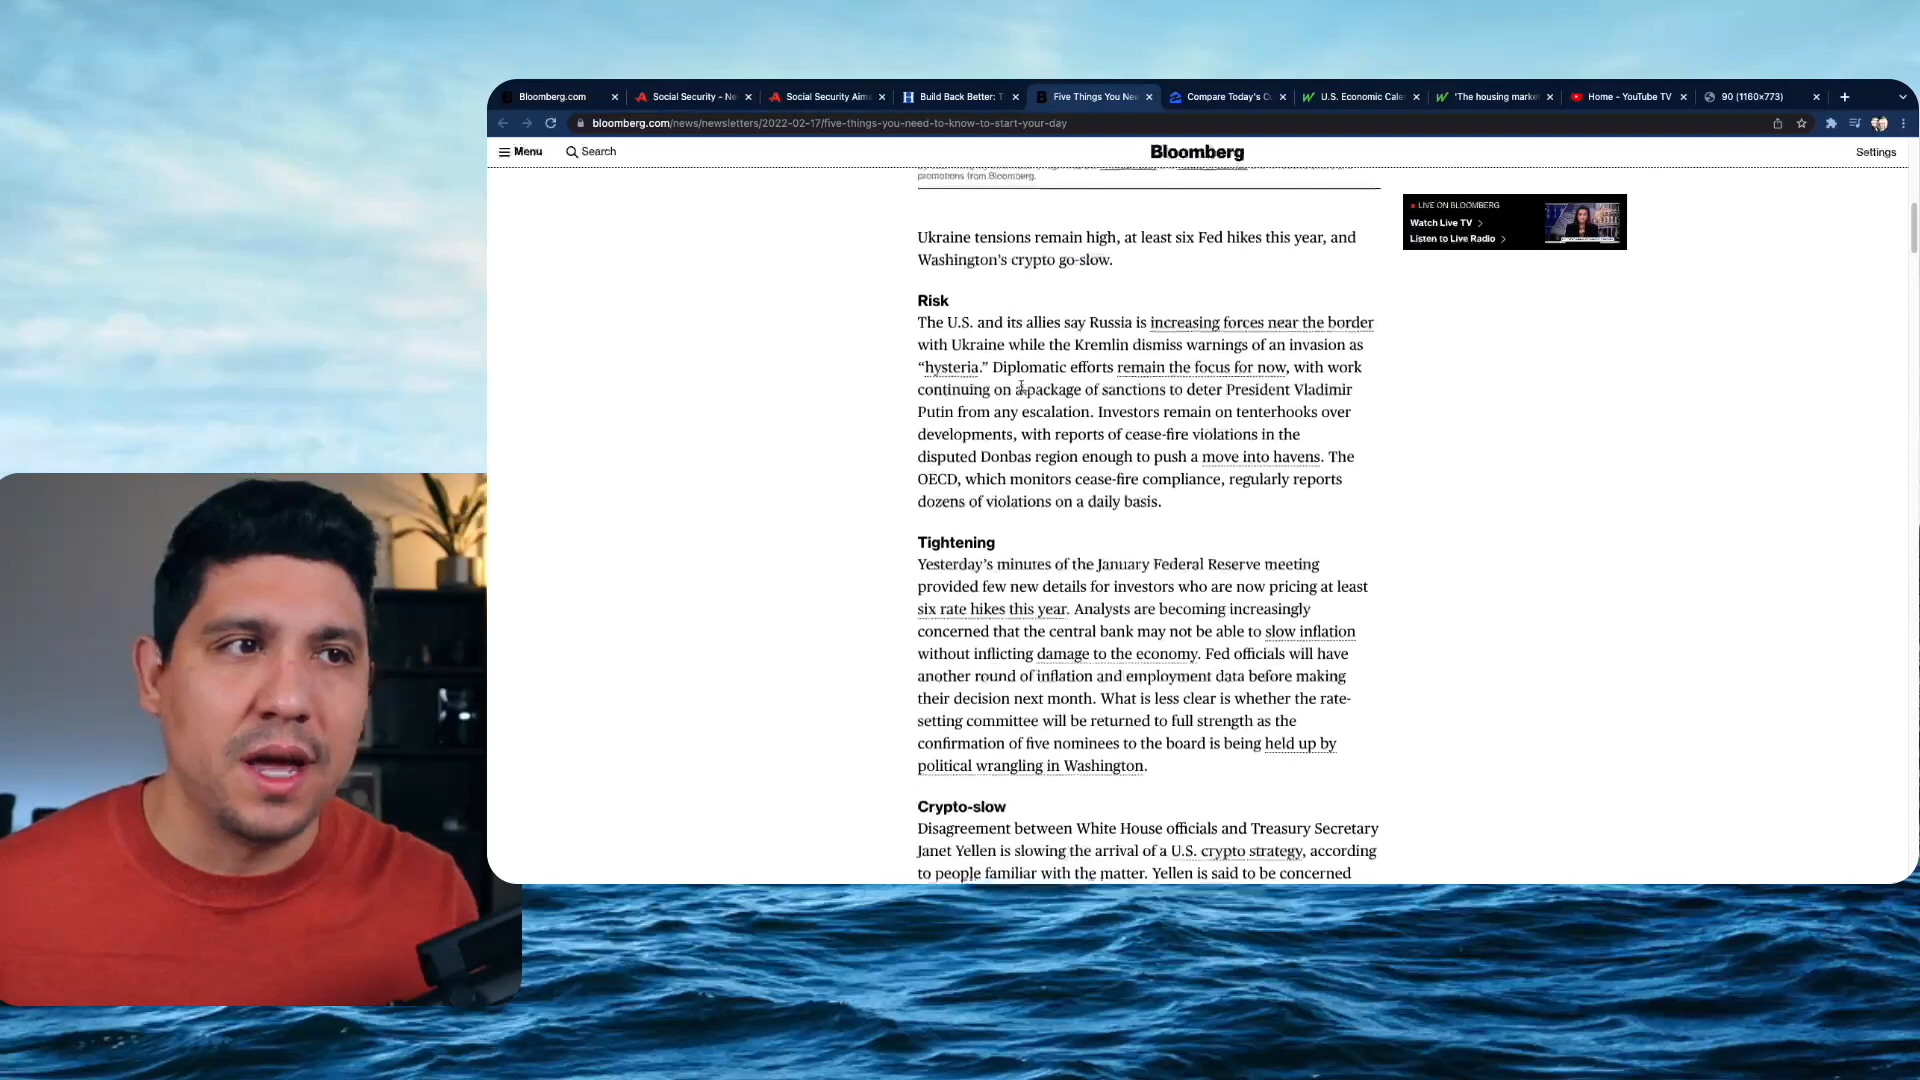 Bloomberg.com
Social Security - Ne
Social Security Aim
Build Back Better: T
Five Things You Nee
Compare Today's C
U.S. Economic Cale
'The housing marke
Home - YouTube TV
90 (1160×773)
bloomberg.com/news/newsletters/2022-02-17/five-things-you-need-to-know-to-start-your-day
Menu
Search
Bloomberg
Settings
promotions from Bloomberg.
LIVE ON BLOOMBERG
Watch Live TV
Listen to Live Radio
Ukraine tensions remain high, at least six Fed hikes this year, and
Washington's crypto go-slow.
Risk
The U.S. and its allies say Russia is increasing forces near the border
with Ukraine while the Kremlin dismiss warnings of an invasion as
“hysteria.” Diplomatic efforts remain the focus for now, with work
continuing on a package of sanctions to deter President Vladimir
Putin from any escalation. Investors remain on tenterhooks over
developments, with reports of cease-fire violations in the
disputed Donbas region enough to push a move into havens. The
OECD, which monitors cease-fire compliance, regularly reports
dozens of violations on a daily basis.
Tightening
Yesterday’s minutes of the January Federal Reserve meeting
provided few new details for investors who are now pricing at least
six rate hikes this year. Analysts are becoming increasingly
concerned that the central bank may not be able to slow inflation
without inflicting damage to the economy. Fed officials will have
another round of inflation and employment data before making
their decision next month. What is less clear is whether the rate-
setting committee will be returned to full strength as the
confirmation of five nominees to the board is being held up by
political wrangling in Washington.
Crypto-slow
Disagreement between White House officials and Treasury Secretary
Janet Yellen is slowing the arrival of a U.S. crypto strategy, according
to people familiar with the matter. Yellen is said to be concerned